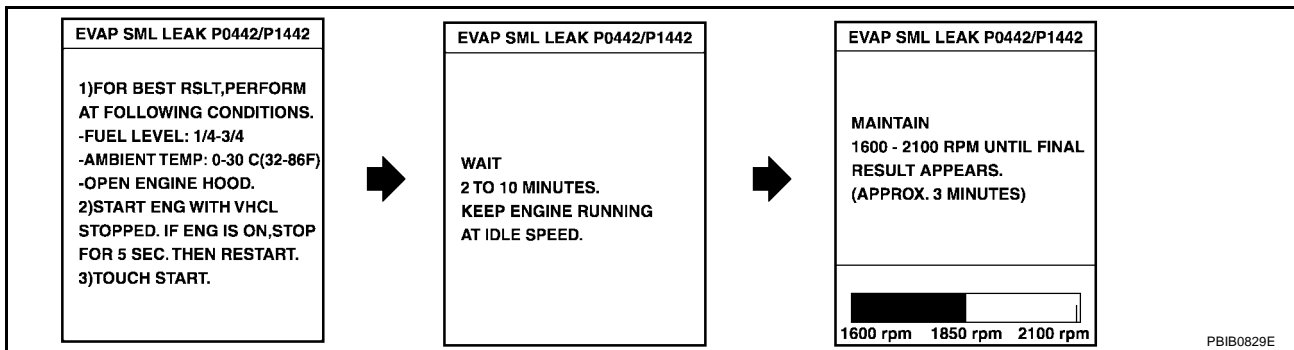 EVAP SML LEAK P0442/P1442
1)FOR BEST RSLT,PERFORM
AT FOLLOWING CONDITIONS.
-FUEL LEVEL: 1/4-3/4
-AMBIENT TEMP: 0-30 C(32-86F)
-OPEN ENGINE HOOD.
2)START ENG WITH VHCL
STOPPED. IF ENG IS ON,STOP
FOR 5 SEC. THEN RESTART.
3)TOUCH START.
EVAP SML LEAK P0442/P1442
WAIT
2 TO 10 MINUTES.
KEEP ENGINE RUNNING
AT IDLE SPEED.
EVAP SML LEAK P0442/P1442
MAINTAIN
1600 - 2100 RPM UNTIL FINAL
RESULT APPEARS.
(APPROX. 3 MINUTES)
1600 rpm 1850 rpm 2100 rpm
PBIB0829E